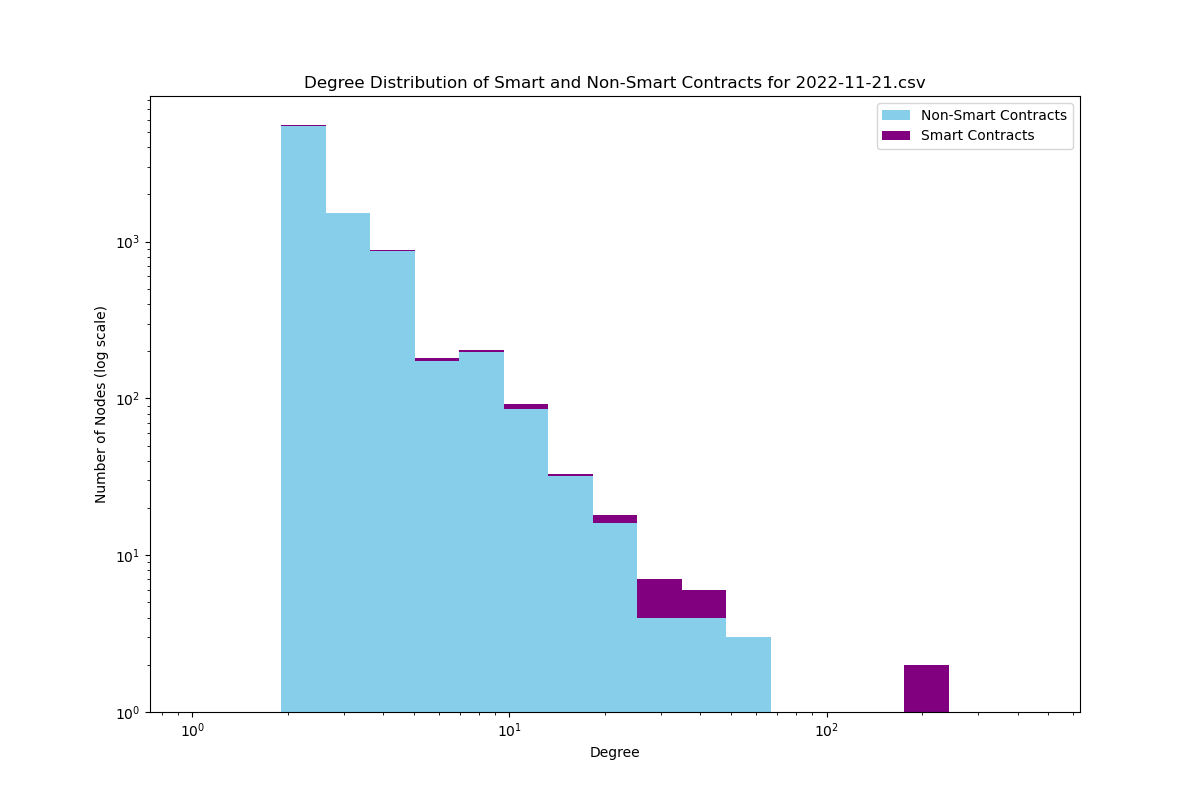 Degree Distribution of Smart and Non-Smart Contracts for 2022-11-21.csv
Non-Smart Contracts
Smart Contracts
Number of Nodes (log scale)
10³
10²
10¹
10⁰
10⁰ 10¹ 10²
Degree